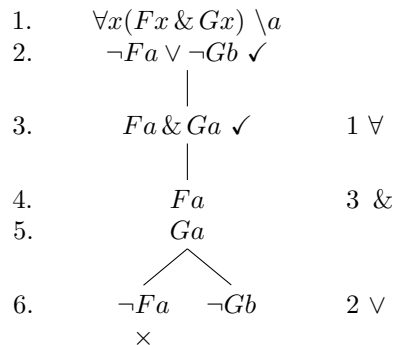 1. ∀x(Fx & Gx) \a
2. ¬Fa ∨ ¬Gb ✓
3. Fa & Ga ✓ 1 ∀
4. Fa 3 &
5. Ga
6. ¬Fa ¬Gb 2 ∨
×